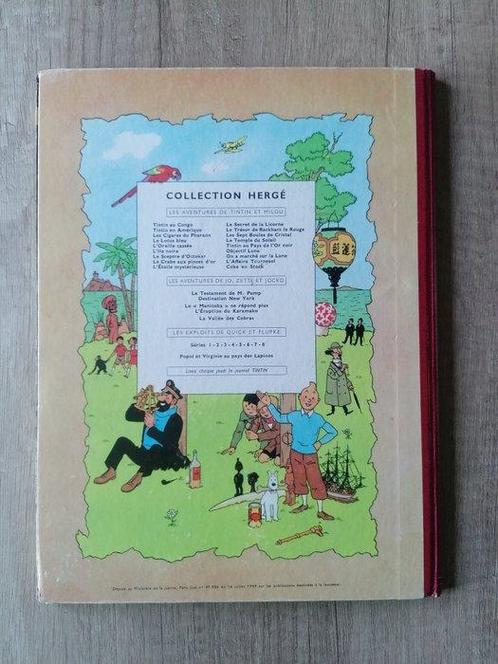 COLLECTION HERGÉ
LES AVENTURES DE TINTIN ET MILOU
Tintin au Congo
Tintin en Amérique
Les Cigares du Pharaon
Le Lotus bleu
L'Oreille cassée
L'Ile noire
Le Sceptre d'Ottokar
Le Crabe aux pinces d'or
L'Étoile mystérieuse
Le Secret de la Licorne
Le Trésor de Rackham le Rouge
Les Sept Boules de Cristal
Le Temple du Soleil
Tintin au Pays de l'Or noir
Objectif Lune
On a marché sur la Lune
L'Affaire Tournesol
Coke en Stock
LES AVENTURES DE JO, ZETTE ET JOCKO
Le Testament de M. Pump
Destination New York
Le « Manitoba » ne répond plus
L'Éruption du Karamako
La Vallée des Cobras
LES EXPLOITS DE QUICK ET FLUPKE
Séries 1 - 2 - 3 - 4 - 5 - 6 - 7 - 8
Popol et Virginie au pays des Lapinos
Lisez chaque jeudi le journal TINTIN